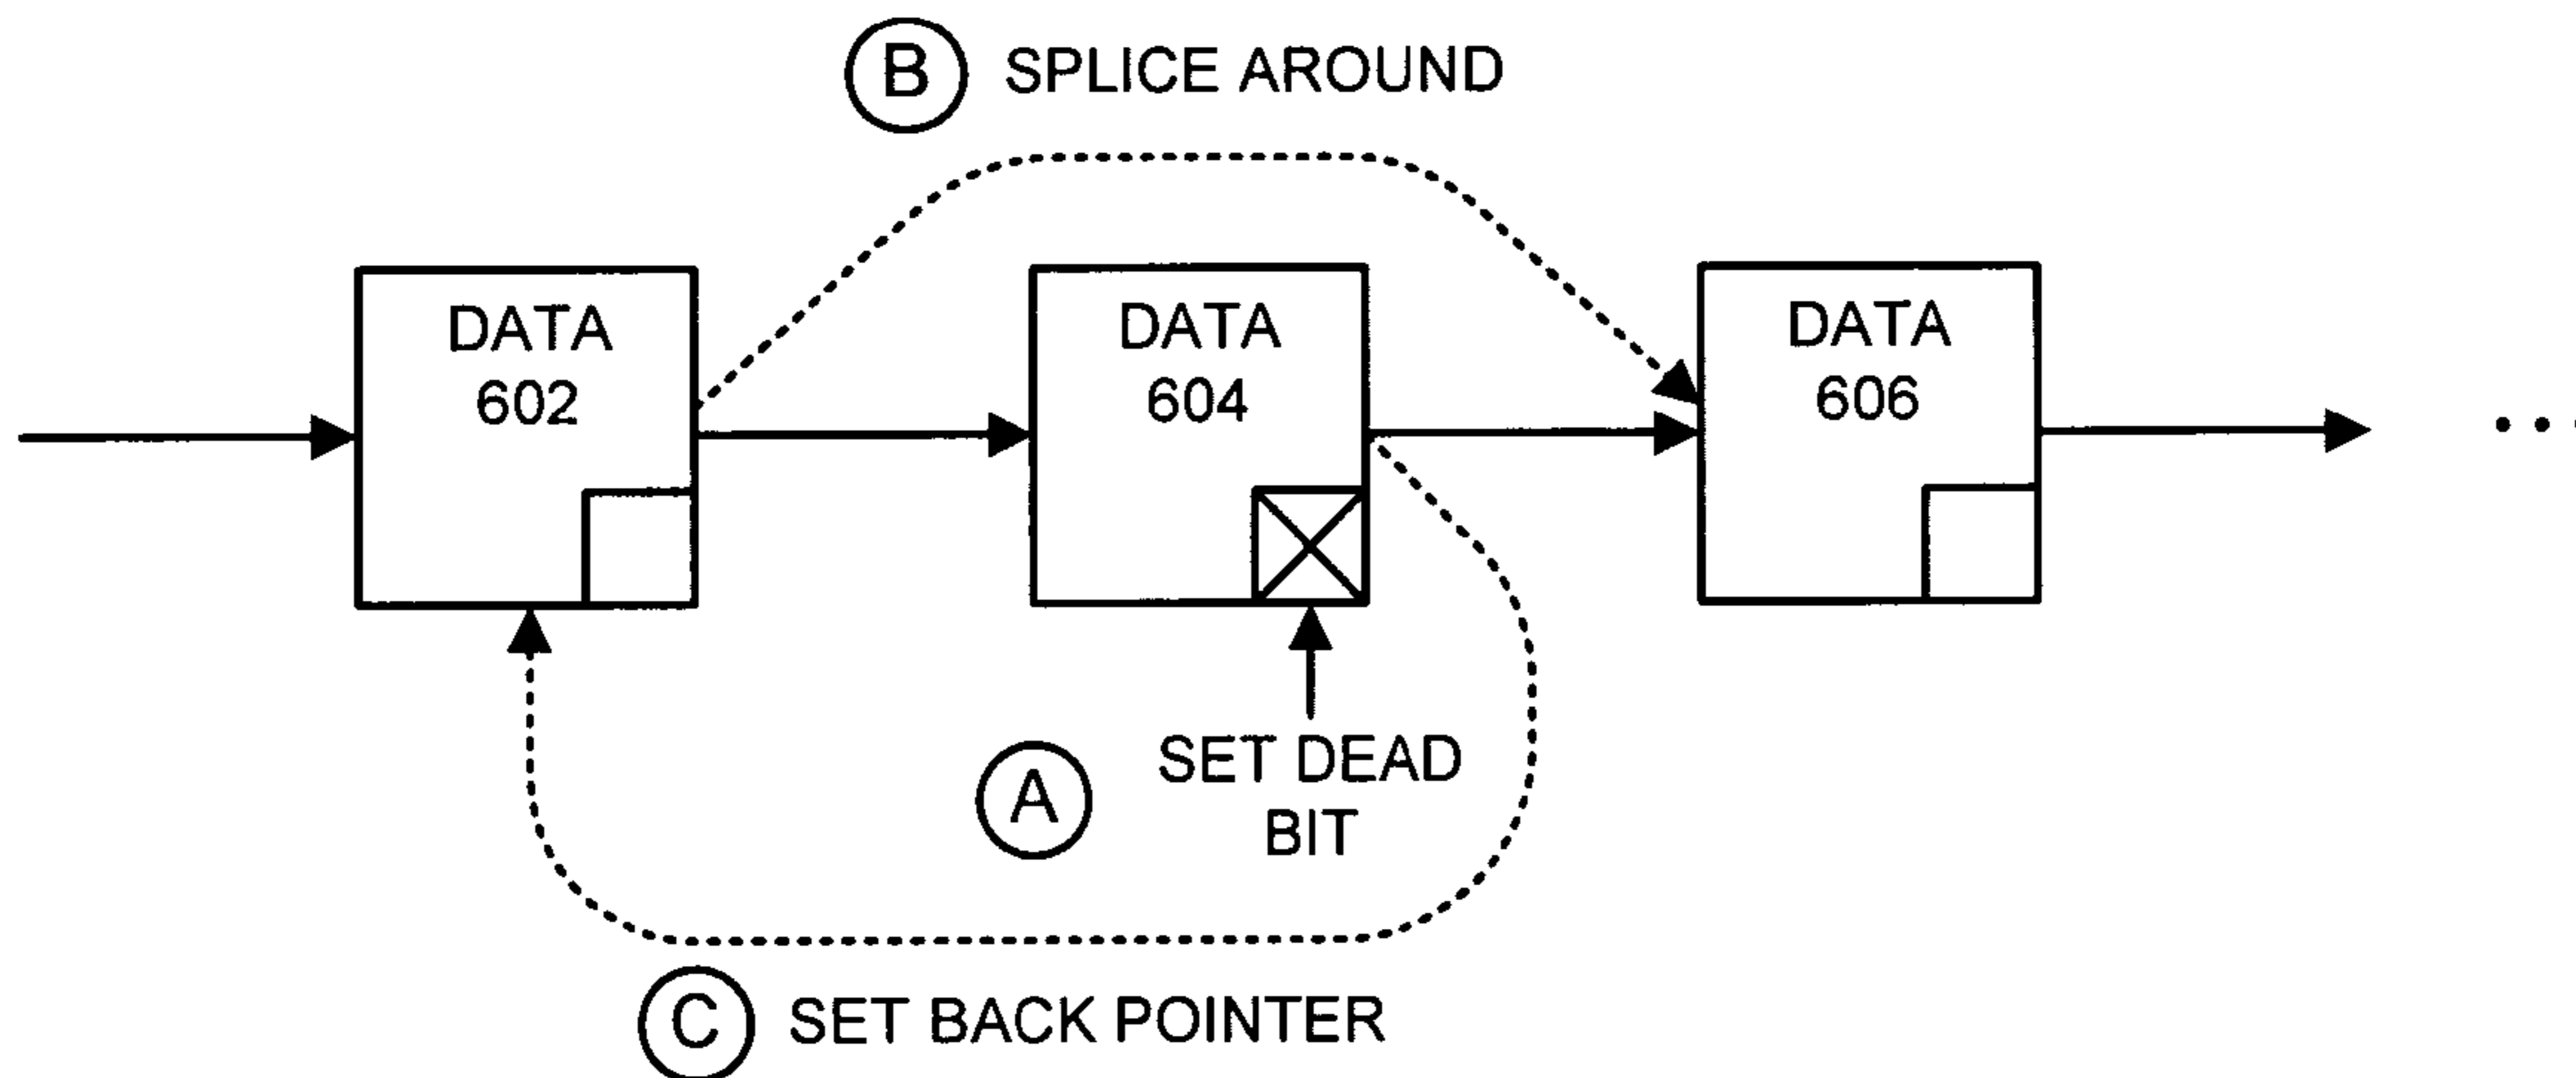 B SPLICE AROUND
DATA
602
DATA
604
DATA
606
A SET DEAD
BIT
C SET BACK POINTER